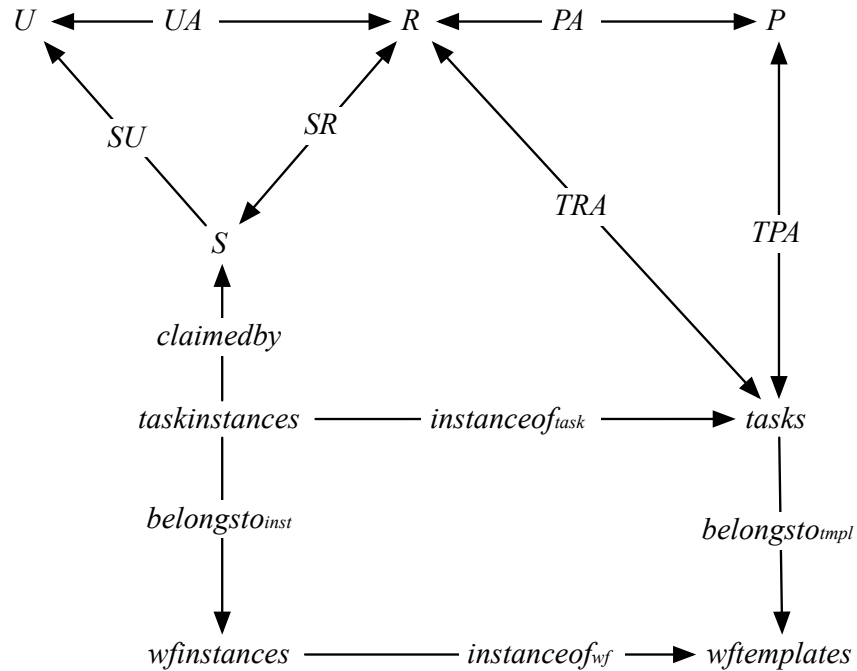 U UA R PA P
SU SR
TRA
S TPA
claimedby
taskinstances instanceoftask tasks
belongstoinst belongstotmpl
wfinstances instanceofwf wftemplates